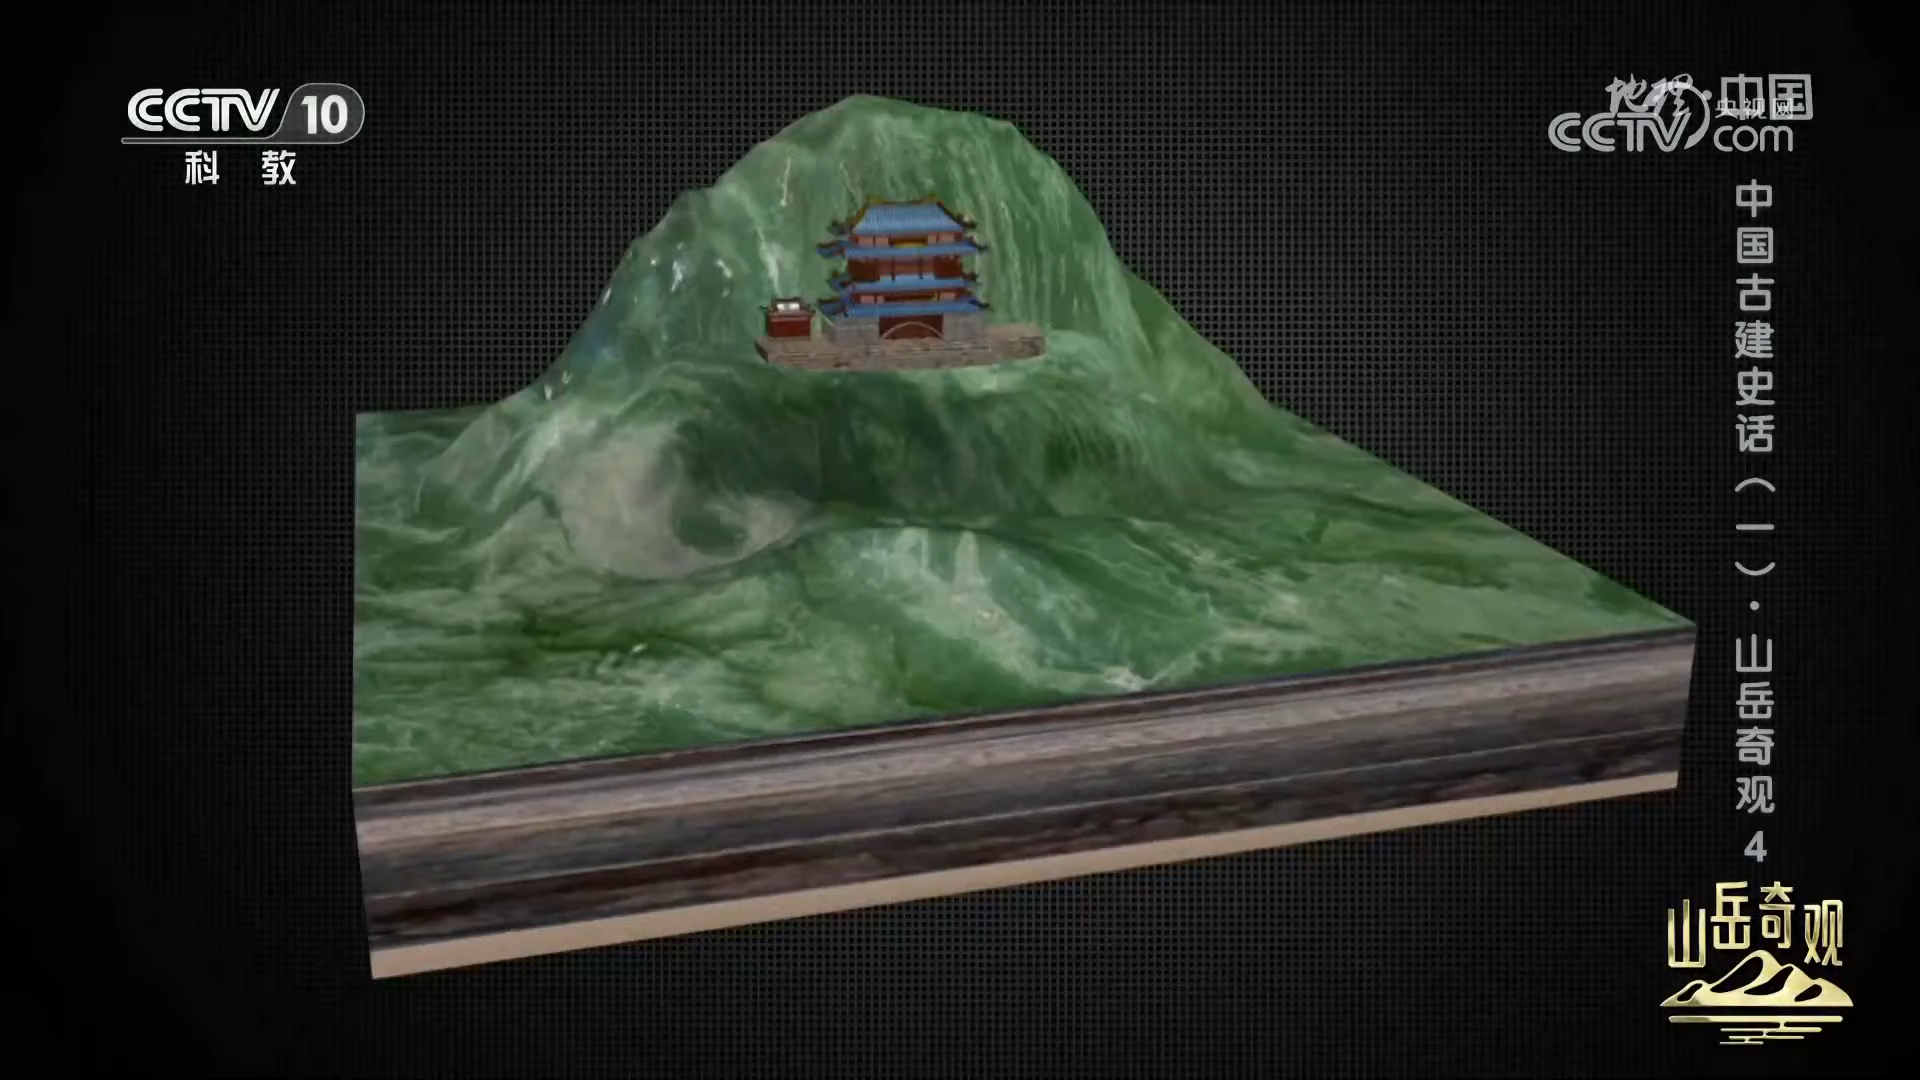 CCTV 10
科 教
地理·中国
央视网
CCTV com
中国古建史话（一）·山岳奇观 4
山岳奇观